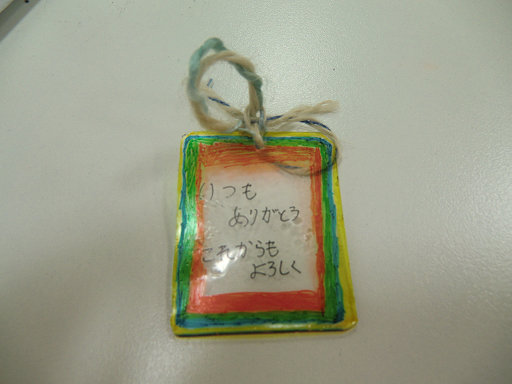 いつも
ありがとう
これからも
よろしく